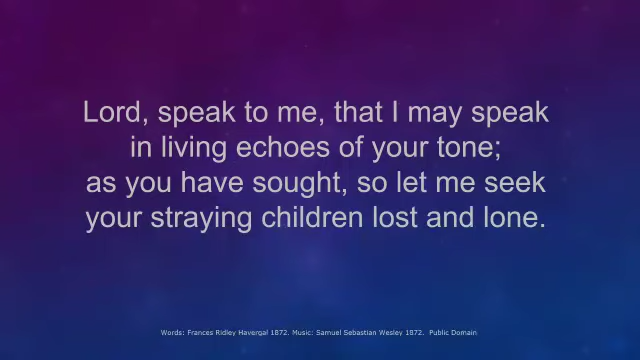 Lord, speak to me, that I may speak
in living echoes of your tone;
as you have sought, so let me seek
your straying children lost and lone.
Words: Frances Ridley Havergal 1872. Music: Samuel Sebastian Wesley 1872. Public Domain